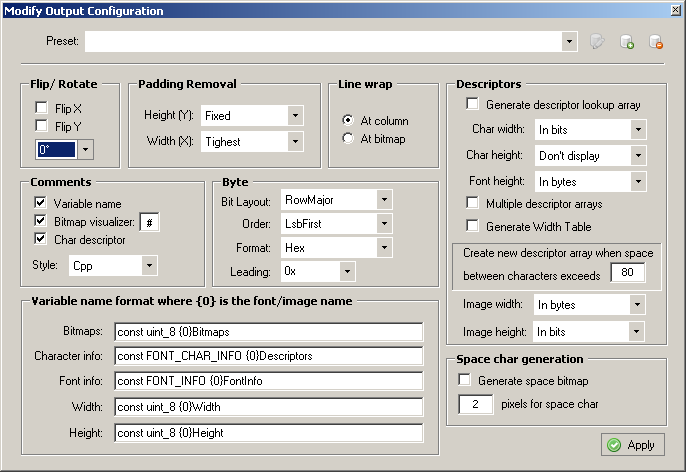 Modify Output Configuration
Preset:
Flip/ Rotate
Flip X
Flip Y
0°
Padding Removal
Height (Y): Fixed
Width (X): Tighest
Line wrap
At column
At bitmap
Descriptors
Generate descriptor lookup array
Char width: In bits
Char height: Don't display
Font height: In bytes
Multiple descriptor arrays
Generate Width Table
Create new descriptor array when space
between characters exceeds 80
Image width: In bytes
Image height: In bits
Comments
Variable name
Bitmap visualizer: #
Char descriptor
Style: Cpp
Byte
Bit Layout: RowMajor
Order: LsbFirst
Format: Hex
Leading: 0x
Variable name format where {0} is the font/image name
Bitmaps: const uint_8 {0}Bitmaps
Character info: const FONT_CHAR_INFO {0}Descriptors
Font info: const FONT_INFO {0}FontInfo
Width: const uint_8 {0}Width
Height: const uint_8 {0}Height
Space char generation
Generate space bitmap
2 pixels for space char
Apply